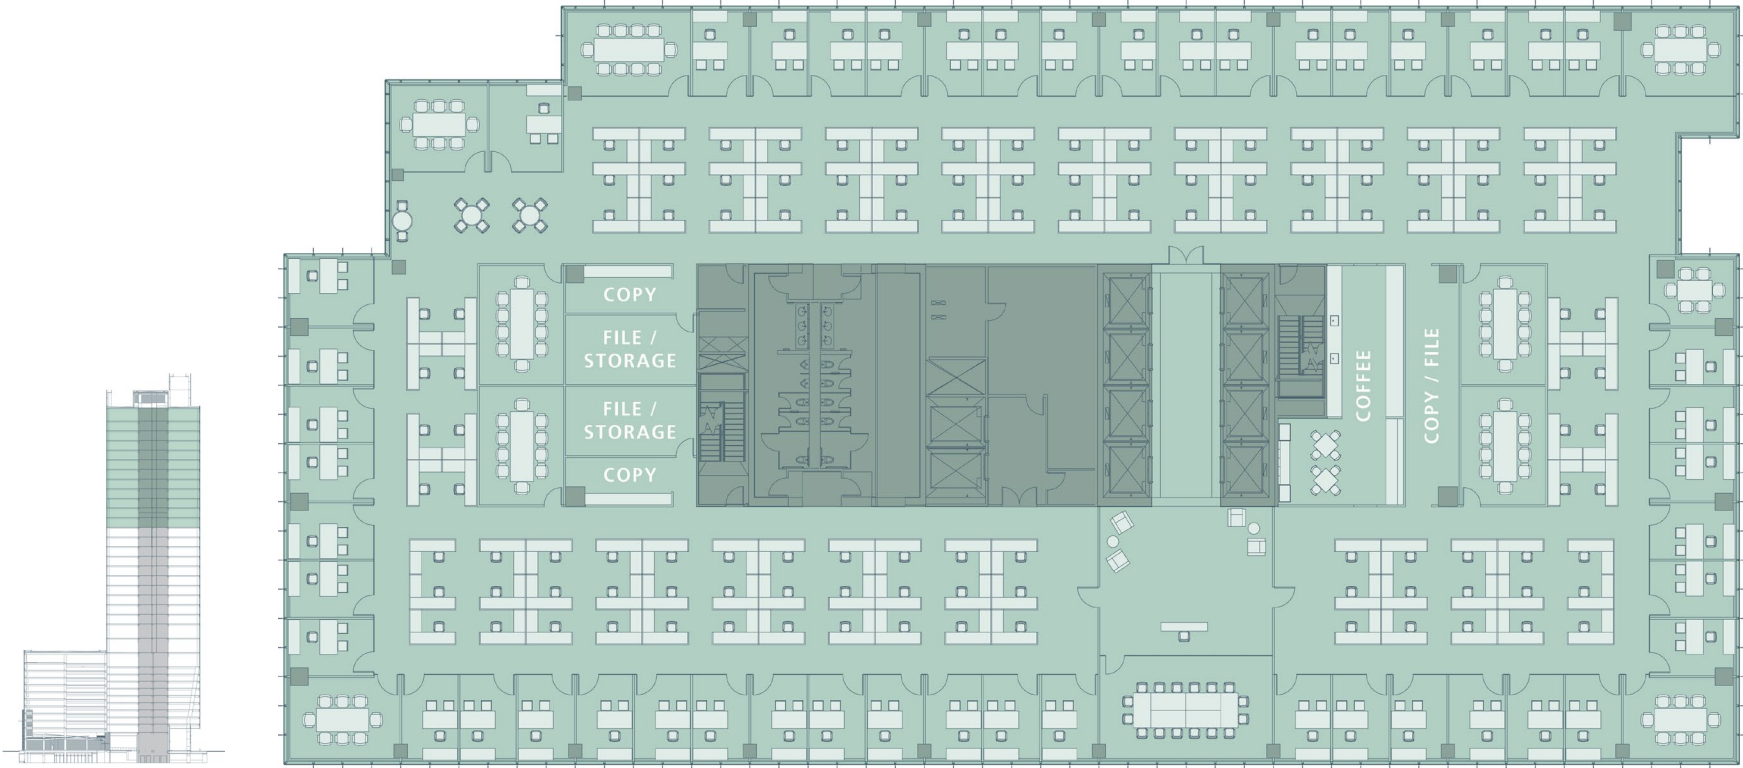 COPY
FILE /
STORAGE
FILE /
STORAGE
COPY
COFFEE
COPY / FILE